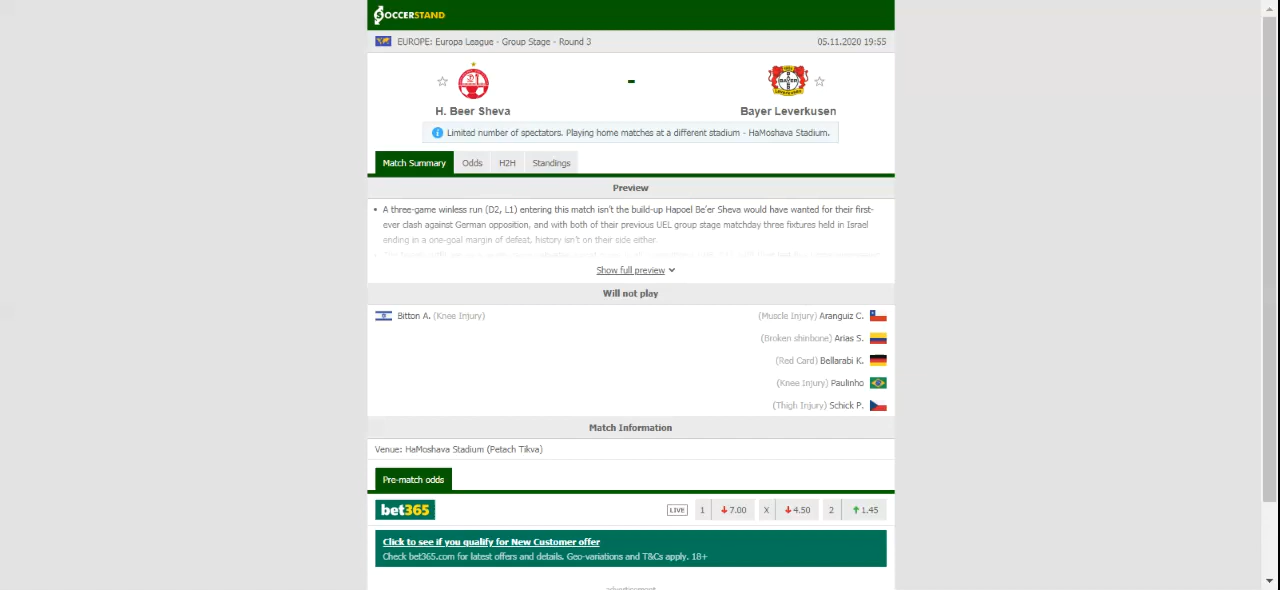 SOCCERSTAND
EUROPE: Europa League - Group Stage - Round 3 05.11.2020 19:55
H. Beer Sheva - Bayer Leverkusen
Limited number of spectators. Playing home matches at a different stadium - HaMoshava Stadium.
Match Summary Odds H2H Standings
Preview
• A three-game winless run (D2, L1) entering this match isn't the build-up Hapoel Be'er Sheva would have wanted for their first-
ever clash against German opposition, and with both of their previous UEL group stage matchday three fixtures held in Israel
ending in a one-goal margin of defeat, history isn't on their side either.
Show full preview
Will not play
Bitton A. (Knee Injury) (Muscle Injury) Aranguiz C.
(Broken shinbone) Arias S.
(Red Card) Bellarabi K.
(Knee Injury) Paulinho
(Thigh Injury) Schick P.
Match Information
Venue: HaMoshava Stadium (Petach Tikva)
Pre-match odds
bet365 LIVE 1 7.00 X 4.50 2 1.45
Click to see if you qualify for New Customer offer
Check bet365.com for latest offers and details. Geo-variations and T&Cs apply. 18+
advertisement